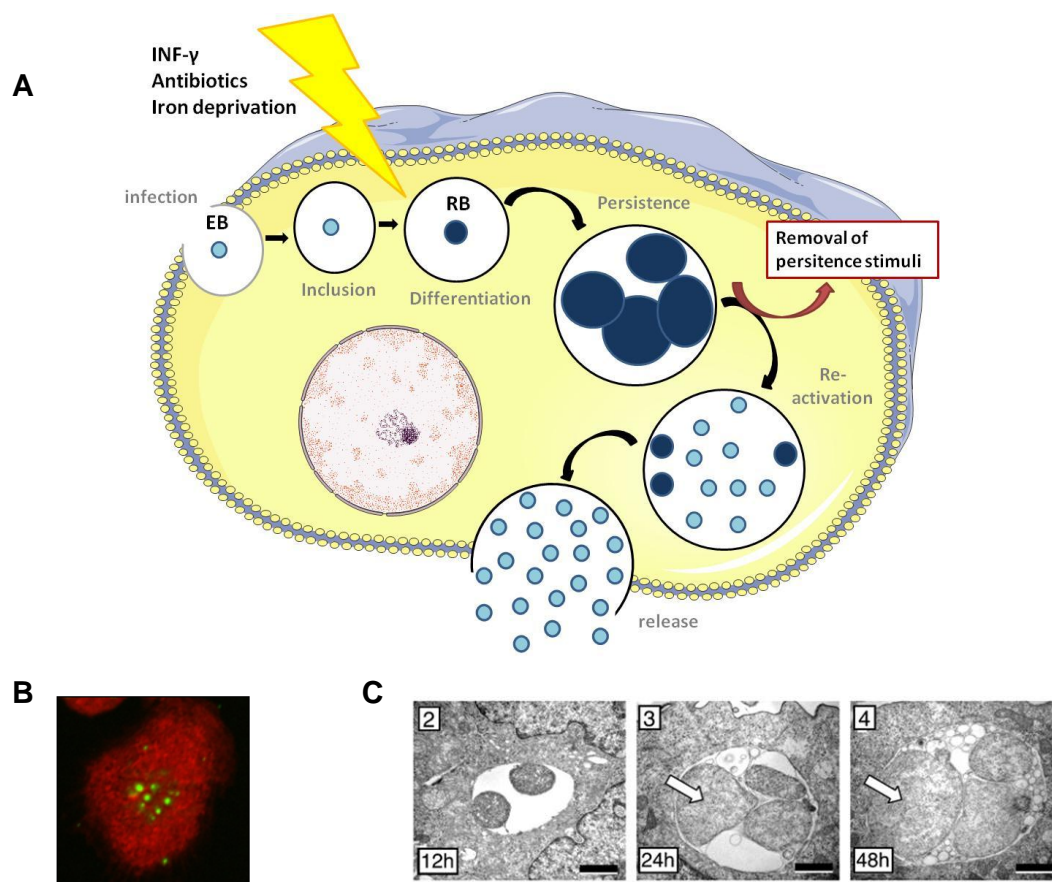 A
INF-γ
Antibiotics
Iron deprivation
infection
EB
RB
Inclusion
Differentiation
Persistence
Removal of
persitence stimuli
Re-
activation
release
B
C
2
12h
3
24h
4
48h